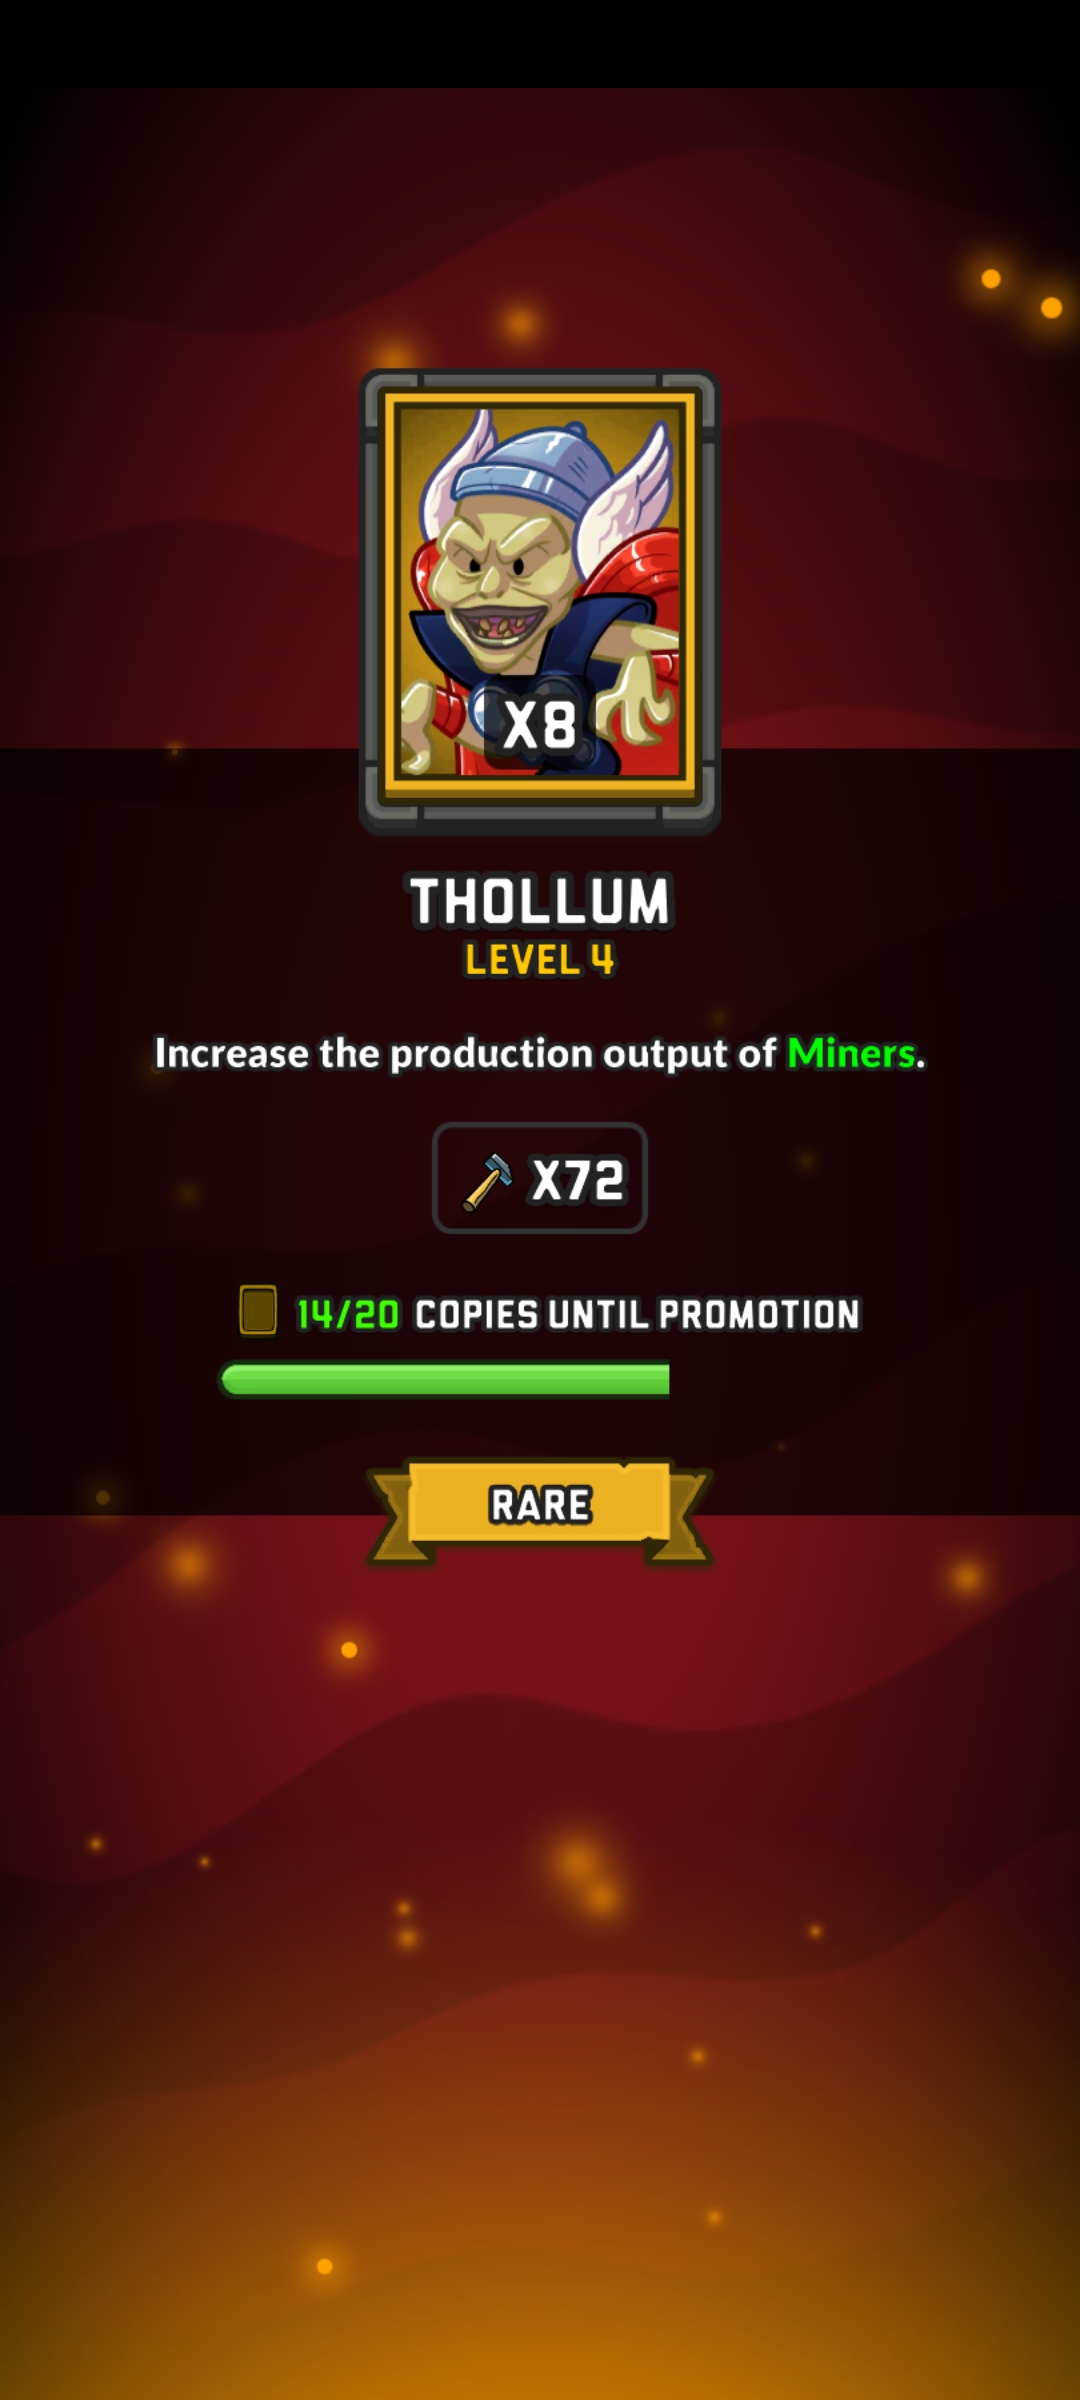 X8
THOLLUM
LEVEL 4
Increase the production output of Miners.
X72
14/20 COPIES UNTIL PROMOTION
RARE